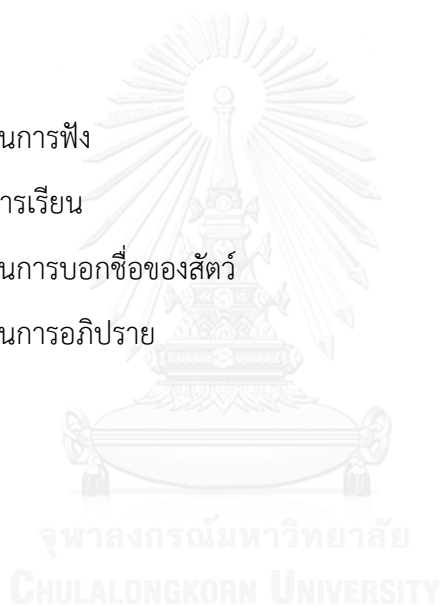 นการฟัง
ารเรียน
นการบอกชื่อของสัตว์
นการอภิปราย
จุฬาลงกรณ์มหาวิทยาลัย
CHULALONGKORN UNIVERSITY